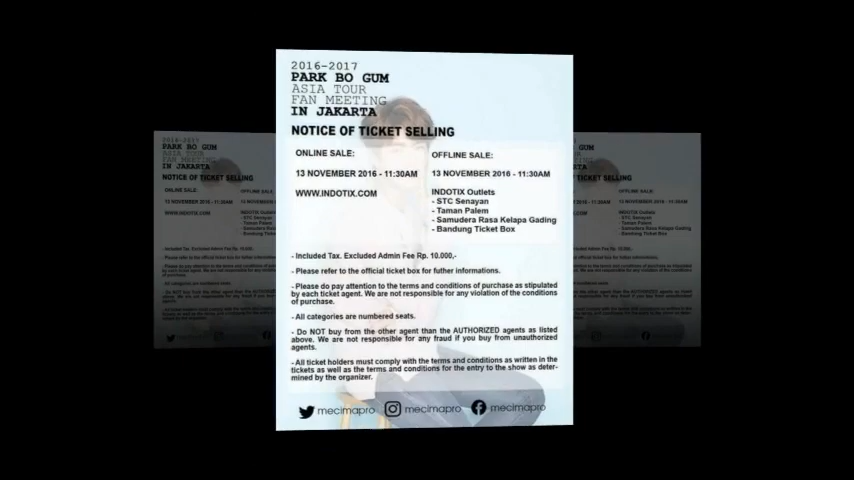 2016-2017
PARK BO GUM
ASIA TOUR
FAN MEETING
IN JAKARTA
NOTICE OF TICKET SELLING
ONLINE SALE:
13 NOVEMBER 2016 - 11:30AM
WWW.INDOTIX.COM
OFFLINE SALE:
13 NOVEMBER 2016 - 11:30AM
INDOTIX Outlets
- STC Senayan
- Taman Palem
- Samudera Rasa Kelapa Gading
- Bandung Ticket Box
- Included Tax. Excluded Admin Fee Rp. 10.000,-
- Please refer to the official ticket box for futher informations.
- Please do pay attention to the terms and conditions of purchase as stipulated
by each ticket agent. We are not responsible for any violation of the conditions
of purchase.
- All categories are numbered seats.
- Do NOT buy from the other agent than the AUTHORIZED agents as listed
above. We are not responsible for any fraud if you buy from unauthorized
agents.
- All ticket holders must comply with the terms and conditions as written in the
tickets as well as the terms and conditions for the entry to the show as deter-
mined by the organizer.
mecimapro mecimapro mecimapro